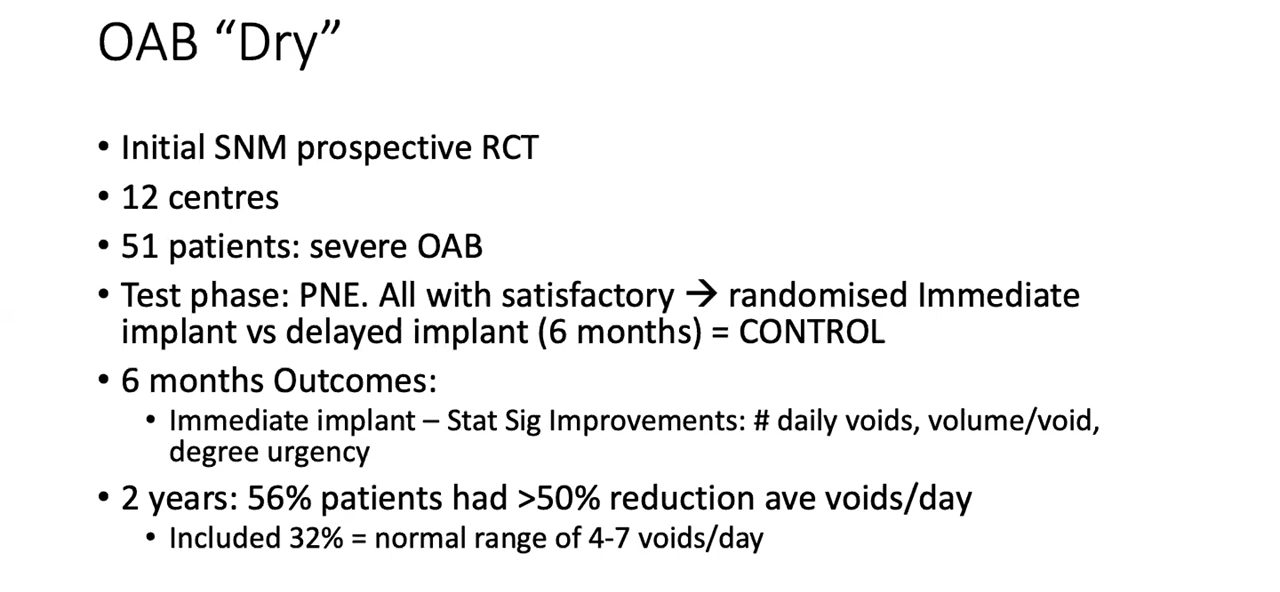 OAB “Dry”
• Initial SNM prospective RCT
• 12 centres
• 51 patients: severe OAB
• Test phase: PNE. All with satisfactory → randomised Immediate
implant vs delayed implant (6 months) = CONTROL
• 6 months Outcomes:
• Immediate implant – Stat Sig Improvements: # daily voids, volume/void,
degree urgency
• 2 years: 56% patients had >50% reduction ave voids/day
• Included 32% = normal range of 4-7 voids/day